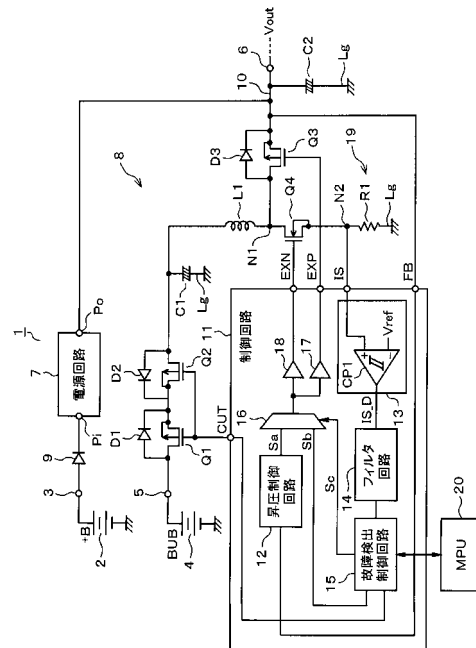 1
8
+B
3
9
Pi
電源回路
7
Po
2
BUB
5
D1
Q1
D2
Q2
4
C1
Lg
L1
N1
D3
Q3
10
6
Vout
C2
Lg
CUT
11
制御回路
EXN
EXP
Q4
N2
19
R1
Lg
IS
FB
16
18
17
Sa
Sb
Sc
昇圧制御
回路
12
CP1
Vref
IS_D
13
14
フィルタ
回路
15
故障検出
制御回路
20
MPU